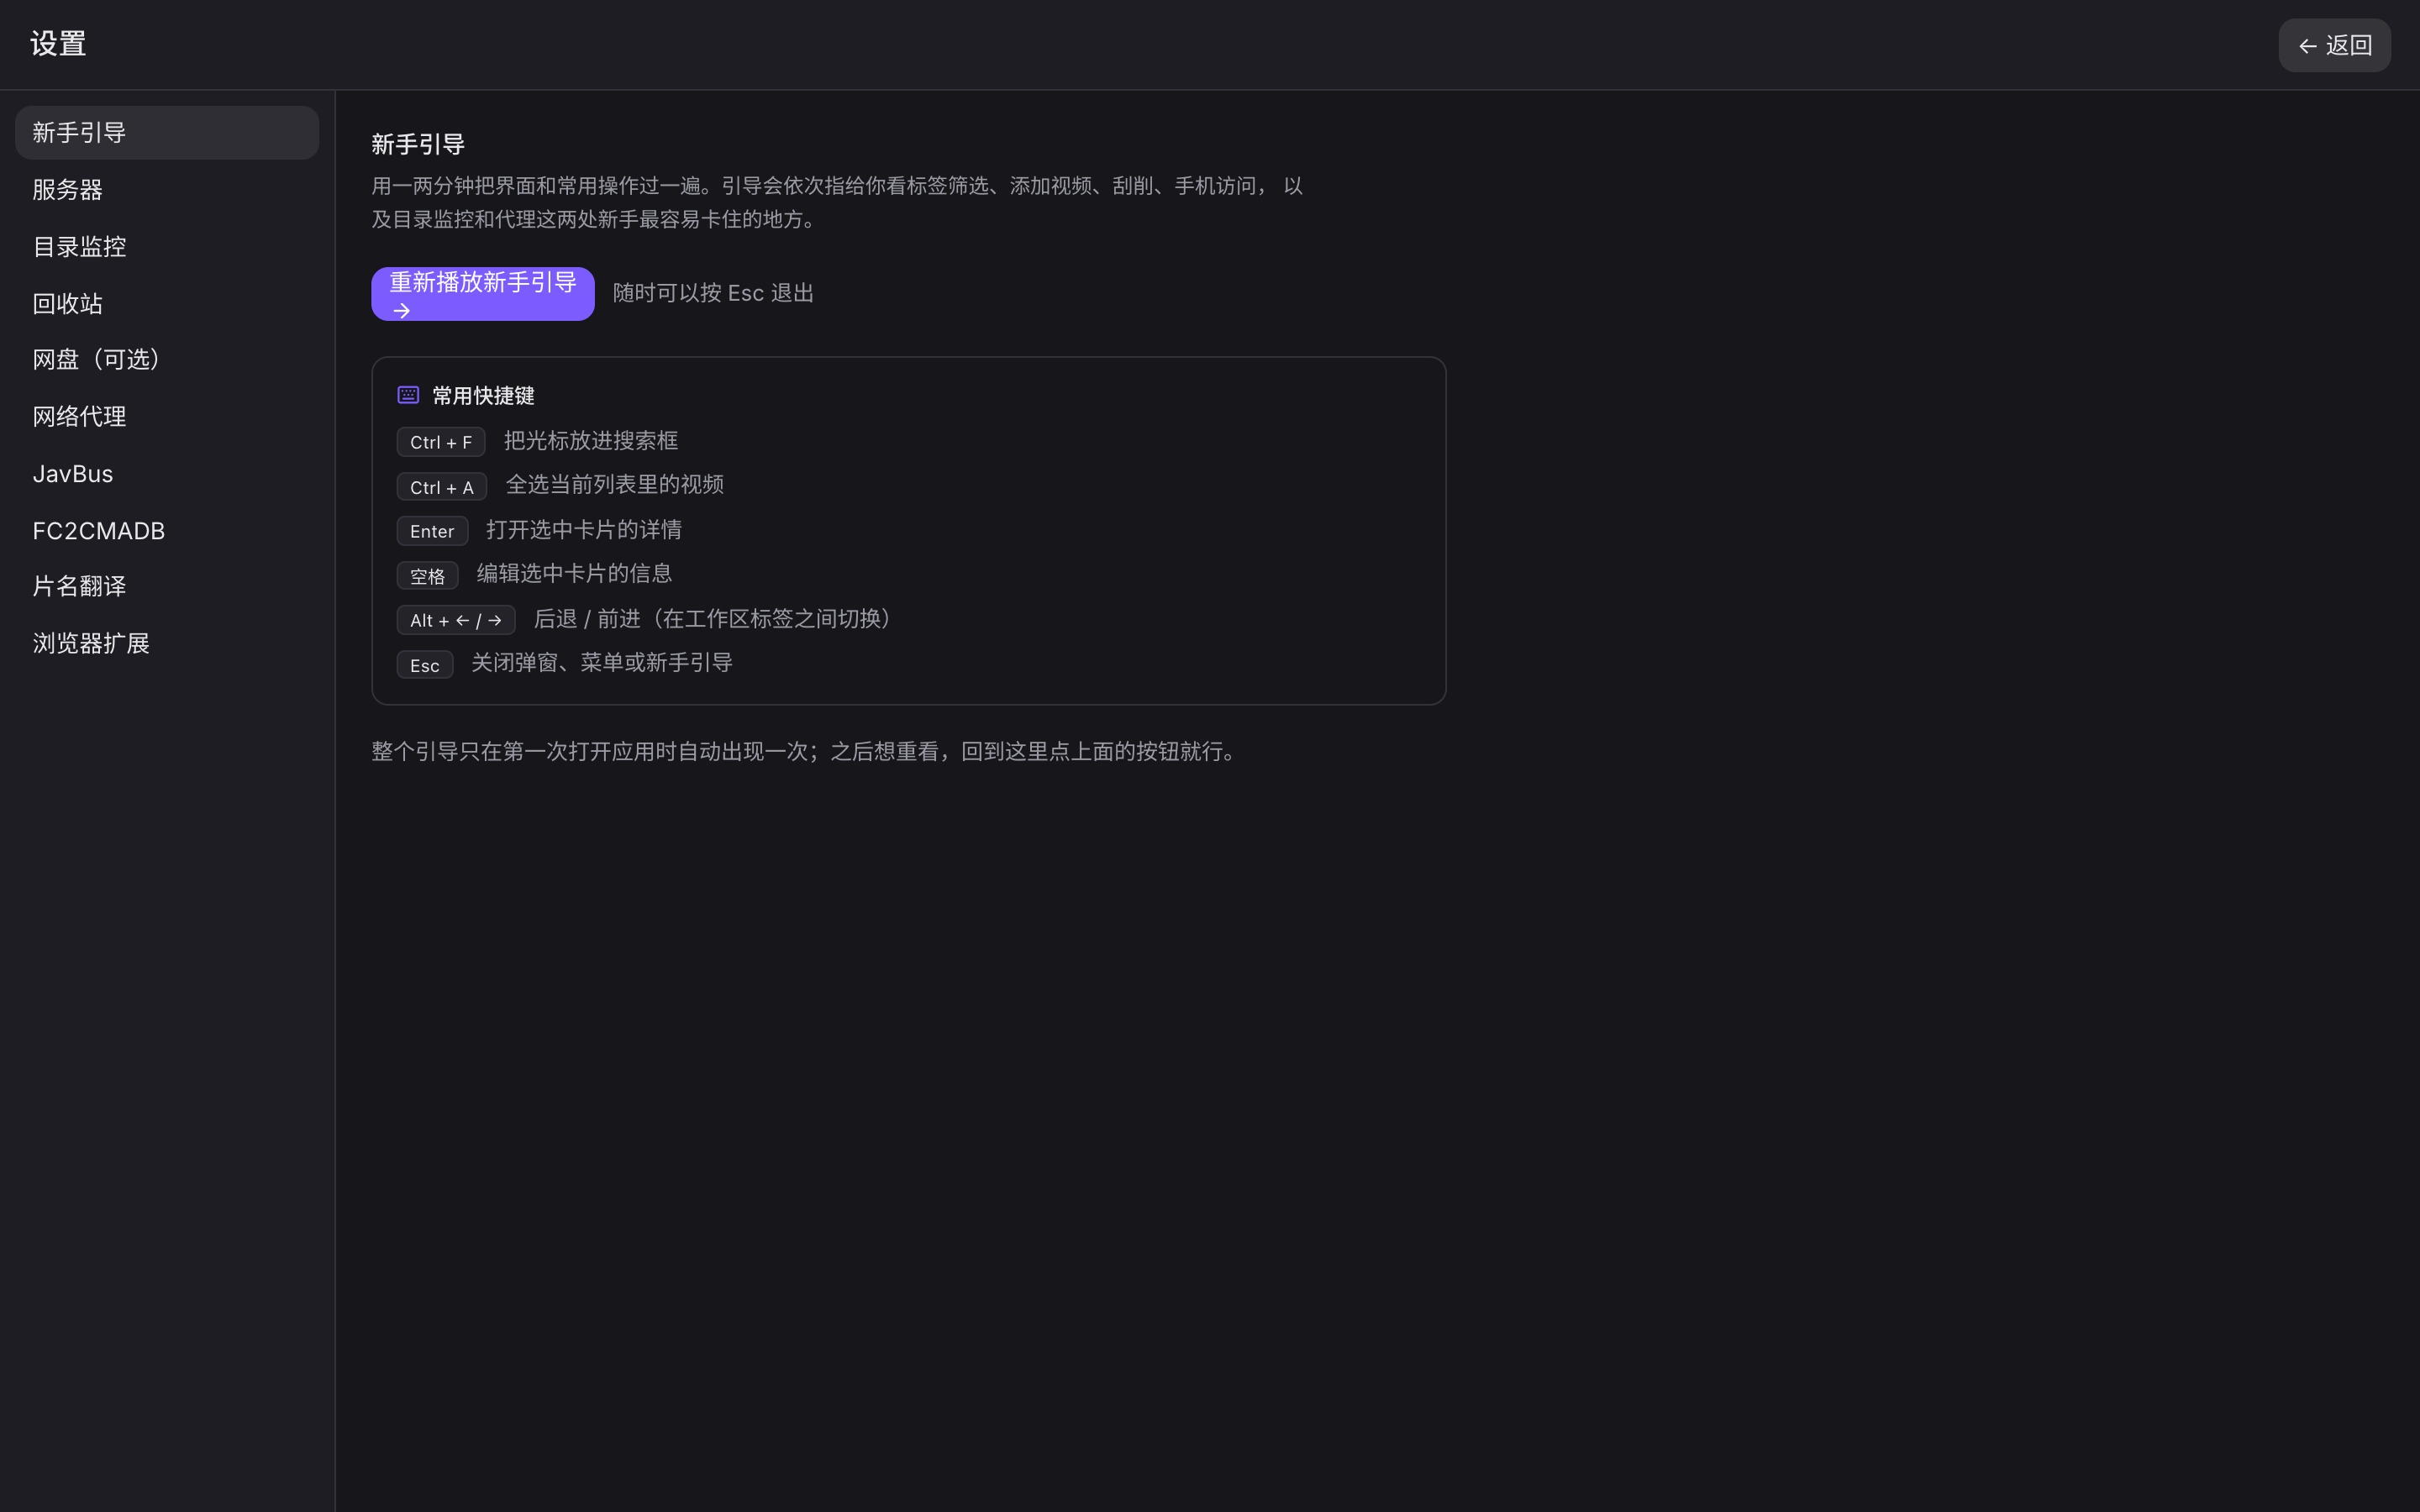 设置
← 返回
新手引导
服务器
目录监控
回收站
网盘（可选）
网络代理
JavBus
FC2CMADB
片名翻译
浏览器扩展
新手引导
用一两分钟把界面和常用操作过一遍。引导会依次指给你看标签筛选、添加视频、刮削、手机访问， 以
及目录监控和代理这两处新手最容易卡住的地方。
重新播放新手引导
→
随时可以按 Esc 退出
常用快捷键
Ctrl + F 把光标放进搜索框
Ctrl + A 全选当前列表里的视频
Enter 打开选中卡片的详情
空格 编辑选中卡片的信息
Alt + ← / → 后退 / 前进（在工作区标签之间切换）
Esc 关闭弹窗、菜单或新手引导
整个引导只在第一次打开应用时自动出现一次；之后想重看，回到这里点上面的按钮就行。